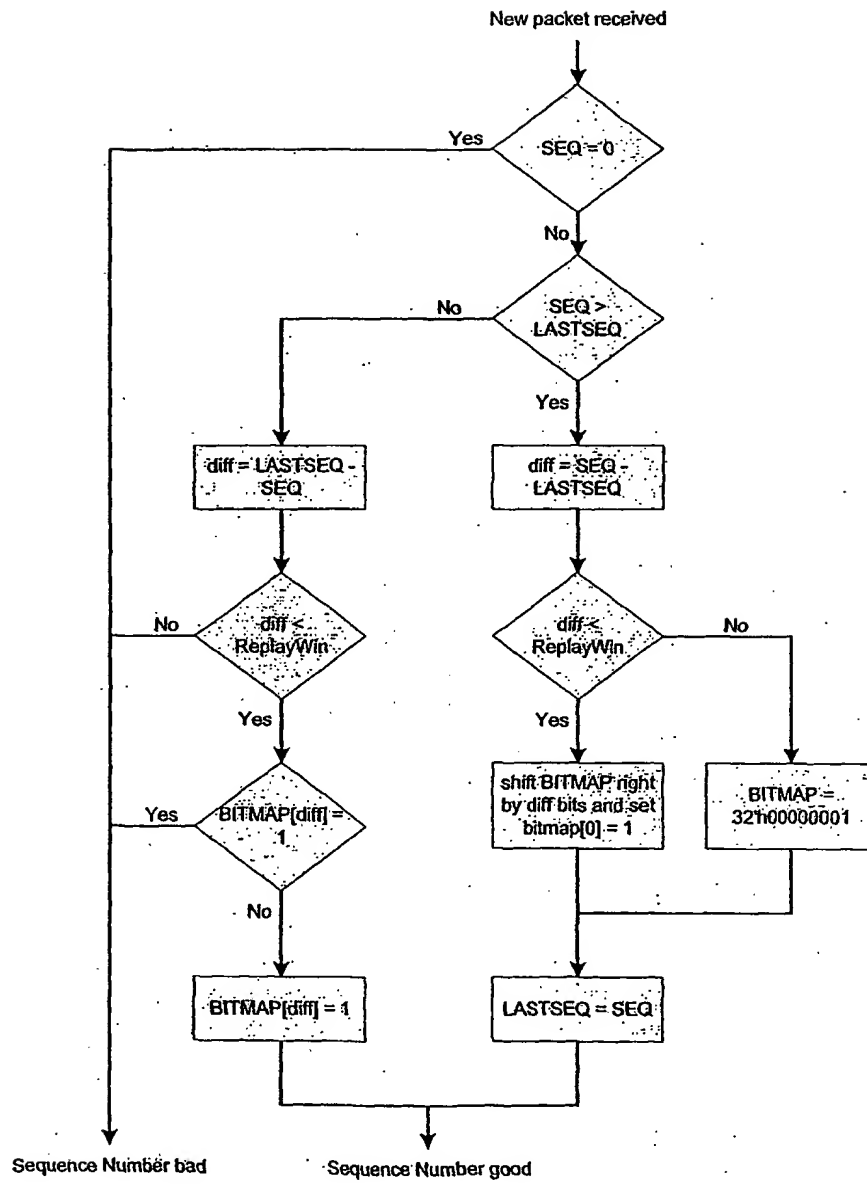 New packet received
Yes
SEQ = 0
No
No
SEQ >
LASTSEQ
Yes
diff = LASTSEQ -
SEQ
diff = SEQ -
LASTSEQ
No
diff <
ReplayWin
diff <
ReplayWin
No
Yes
Yes
Yes
BITMAP[diff] =
1
shift BITMAP right
by diff bits and set
bitmap[0] = 1
BITMAP =
32'h00000001
No
BITMAP[diff] = 1
LASTSEQ = SEQ
Sequence Number bad
Sequence Number good